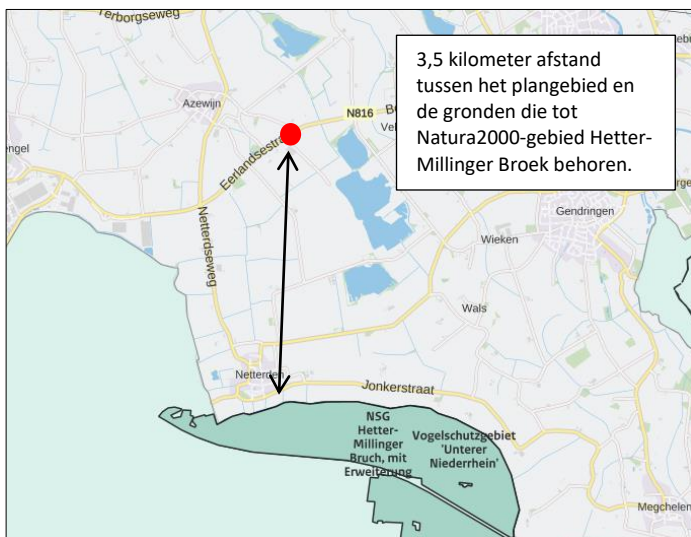 Terborgseweg
3,5 kilometer afstand
tussen het plangebied en
de gronden die tot
Natura2000-gebied Hetter-
Millinger Broek behoren.
Azewijn
N816
Eerlandsestra
Gendringen
Wieken
Netterdseweg
Wals
Netterden
Jonkerstraat
NSG
Hetter-
Millinger
Bruch, mit
Erweiterung
Vogelschutzgebiet
'Unterer
Niederrhein'
Megchelen